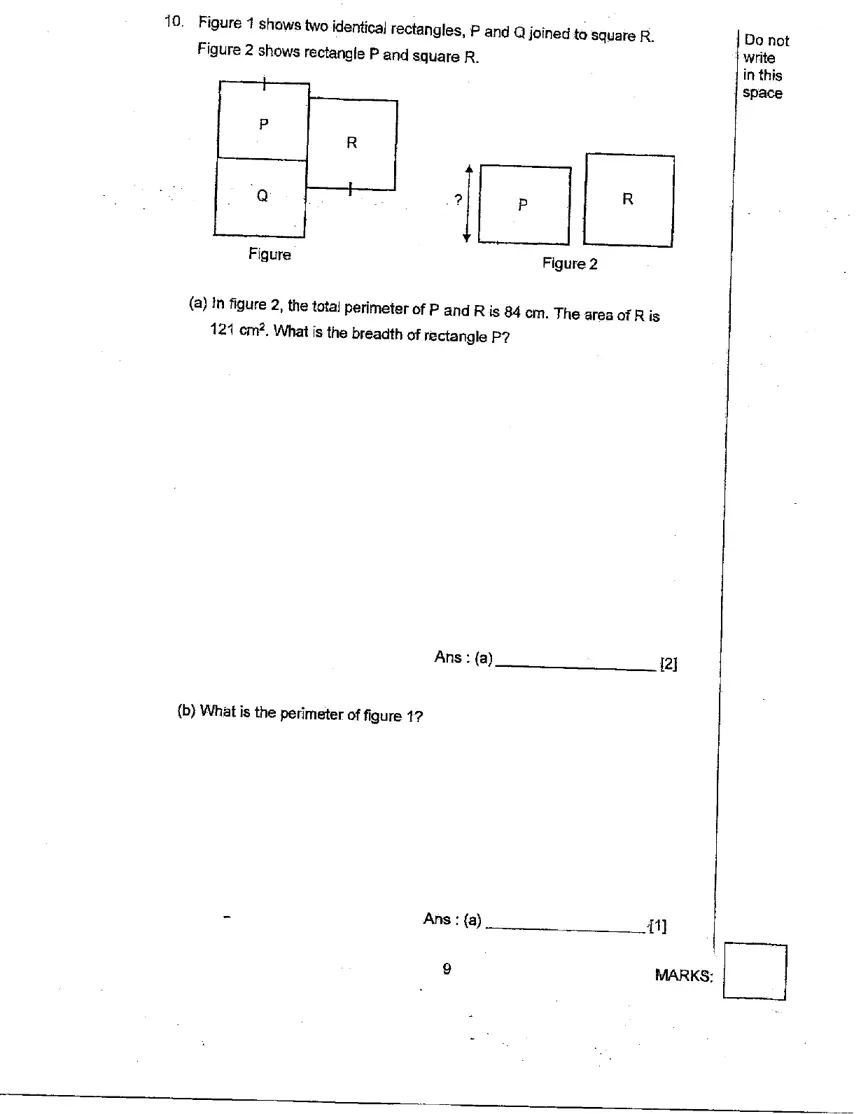 10. Figure 1 shows two identical rectangles, P and Q joined to square R.
Figure 2 shows rectangle P and square R.
Do not
write
in this
space
P
R
Q
?
P
R
Figure
Figure 2
(a) In figure 2, the total perimeter of P and R is 84 cm. The area of R is
121 cm². What is the breadth of rectangle P?
Ans : (a)____________________[2]
(b) What is the perimeter of figure 1?
Ans : (a)____________________[1]
9
MARKS: